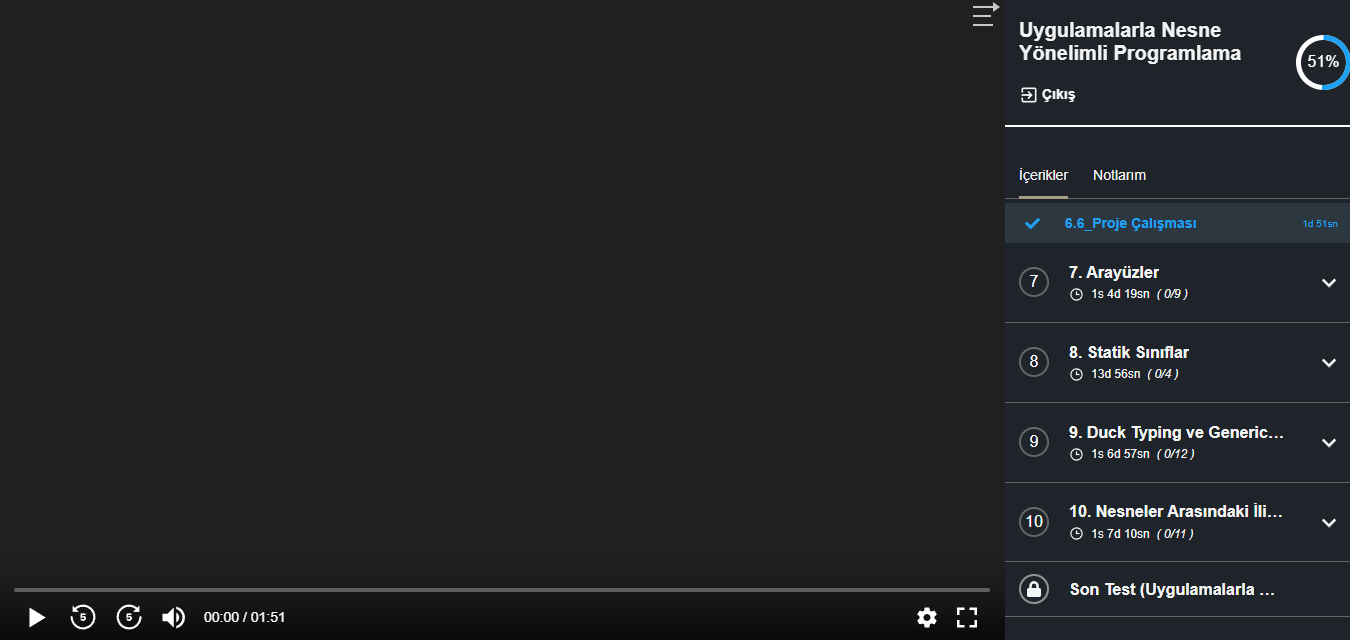 Uygulamalarla Nesne
Yönelimli Programlama
51%
Çıkış
İçerikler
Notlarım
6.6_Proje Çalışması
1d 51sn
7
7. Arayüzler
1s 4d 19sn ( 0/9 )
8
8. Statik Sınıflar
13d 56sn ( 0/4 )
9
9. Duck Typing ve Generic...
1s 6d 57sn ( 0/12 )
10
10. Nesneler Arasındaki İli...
1s 7d 10sn ( 0/11 )
Son Test (Uygulamalarla ...
5
5
00:00 / 01:51